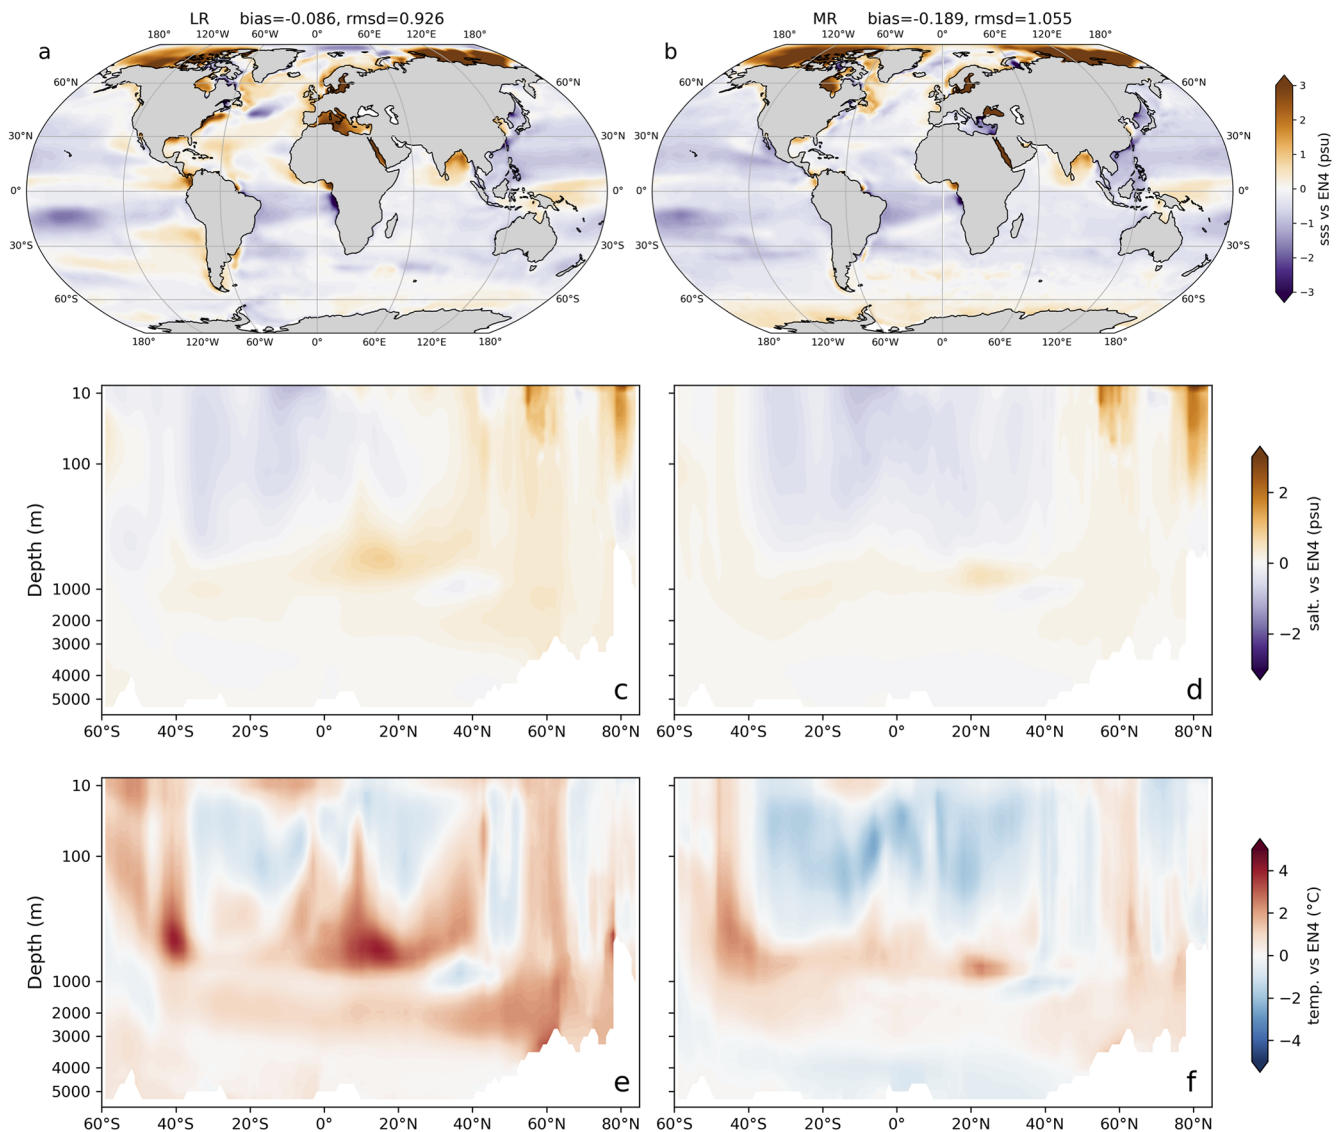 LR bias=-0.086, rmsd=0.926
MR bias=-0.189, rmsd=1.055
180° 120°W 60°W 0° 60°E 120°E 180°
180° 120°W 60°W 0° 60°E 120°E 180°
a
b
60°N 60°N 60°N 60°N
30°N 30°N 30°N 30°N
0° 0° 0° 0°
30°S 30°S 30°S 30°S
60°S 60°S 60°S 60°S
180° 120°W 60°W 0° 60°E 120°E 180°
180° 120°W 60°W 0° 60°E 120°E 180°
3
2
1
0
−1
−2
−3
sss vs EN4 (psu)
10
100
1000
2000
3000
4000
5000
Depth (m)
c
d
60°S 40°S 20°S 0° 20°N 40°N 60°N 80°N
60°S 40°S 20°S 0° 20°N 40°N 60°N 80°N
2
0
−2
salt. vs EN4 (psu)
10
100
1000
2000
3000
4000
5000
Depth (m)
e
f
60°S 40°S 20°S 0° 20°N 40°N 60°N 80°N
60°S 40°S 20°S 0° 20°N 40°N 60°N 80°N
4
2
0
−2
−4
temp. vs EN4 (°C)